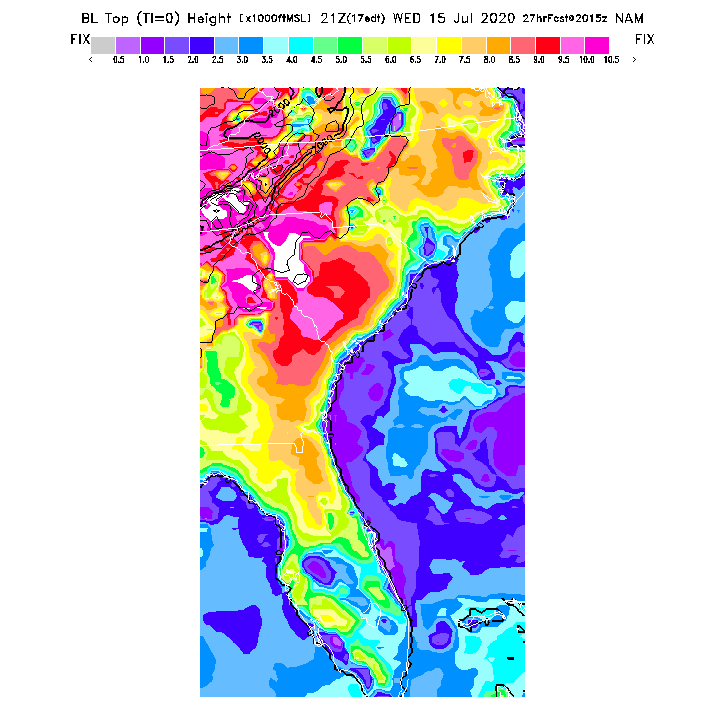 BL Top (TI=0) Height [x1000ftMSL] 21Z(17edt) WED 15 Jul 2020 27hrFcst@2015z NAM
FIX FIX
< 0.5 1.0 1.5 2.0 2.5 3.0 3.5 4.0 4.5 5.0 5.5 6.0 6.5 7.0 7.5 8.0 8.5 9.0 9.5 10.0 10.5 >
2000